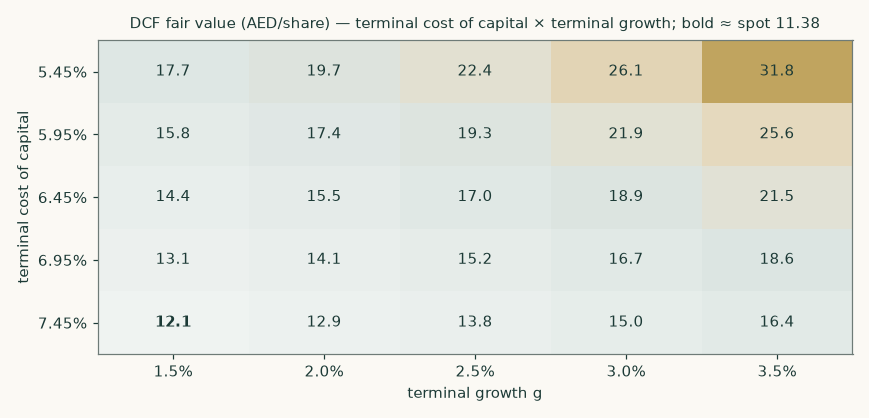 DCF fair value (AED/share) — terminal cost of capital × terminal growth; bold ≈ spot 11.38
terminal cost of capital
5.45% 17.7 19.7 22.4 26.1 31.8
5.95% 15.8 17.4 19.3 21.9 25.6
6.45% 14.4 15.5 17.0 18.9 21.5
6.95% 13.1 14.1 15.2 16.7 18.6
7.45% 12.1 12.9 13.8 15.0 16.4
1.5% 2.0% 2.5% 3.0% 3.5%
terminal growth g